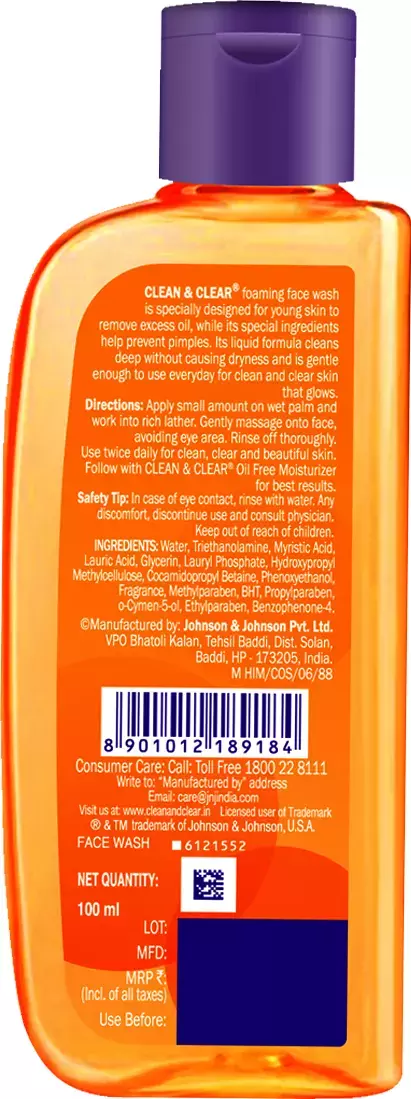 CLEAN & CLEAR® foaming face wash
is specially designed for young skin to
remove excess oil, while its special ingredients
help prevent pimples. Its liquid formula cleans
deep without causing dryness and is gentle
enough to use everyday for clean and clear skin
that glows.
Directions: Apply small amount on wet palm and
work into rich lather. Gently massage onto face,
avoiding eye area. Rinse off thoroughly.
Use twice daily for clean, clear and beautiful skin.
Follow with CLEAN & CLEAR® Oil Free Moisturizer
for best results.
Safety Tip: In case of eye contact, rinse with water. Any
discomfort, discontinue use and consult physician.
Keep out of reach of children.
INGREDIENTS: Water, Triethanolamine, Myristic Acid,
Lauric Acid, Glycerin, Lauryl Phosphate, Hydroxypropyl
Methylcellulose, Cocamidopropyl Betaine, Phenoxyethanol,
Fragrance, Methylparaben, BHT, Propylparaben,
o-Cymen-5-ol, Ethylparaben, Benzophenone-4.
©Manufactured by: Johnson & Johnson Pvt. Ltd.
VPO Bhatoli Kalan, Tehsil Baddi, Dist. Solan,
Baddi, HP - 173205, India.
M HIM/COS/06/88
8 901012 189184
Consumer Care: Call: Toll Free 1800 22 8111
Write to: "Manufactured by" address
Email: care@jnjindia.com
Visit us at: www.cleanandclear.in Licensed user of Trademark
® & TM trademark of Johnson & Johnson, U.S.A.
FACE WASH ■ 6121552
NET QUANTITY:
100 ml
LOT:
MFD:
MRP ₹:
(Incl. of all taxes)
Use Before: